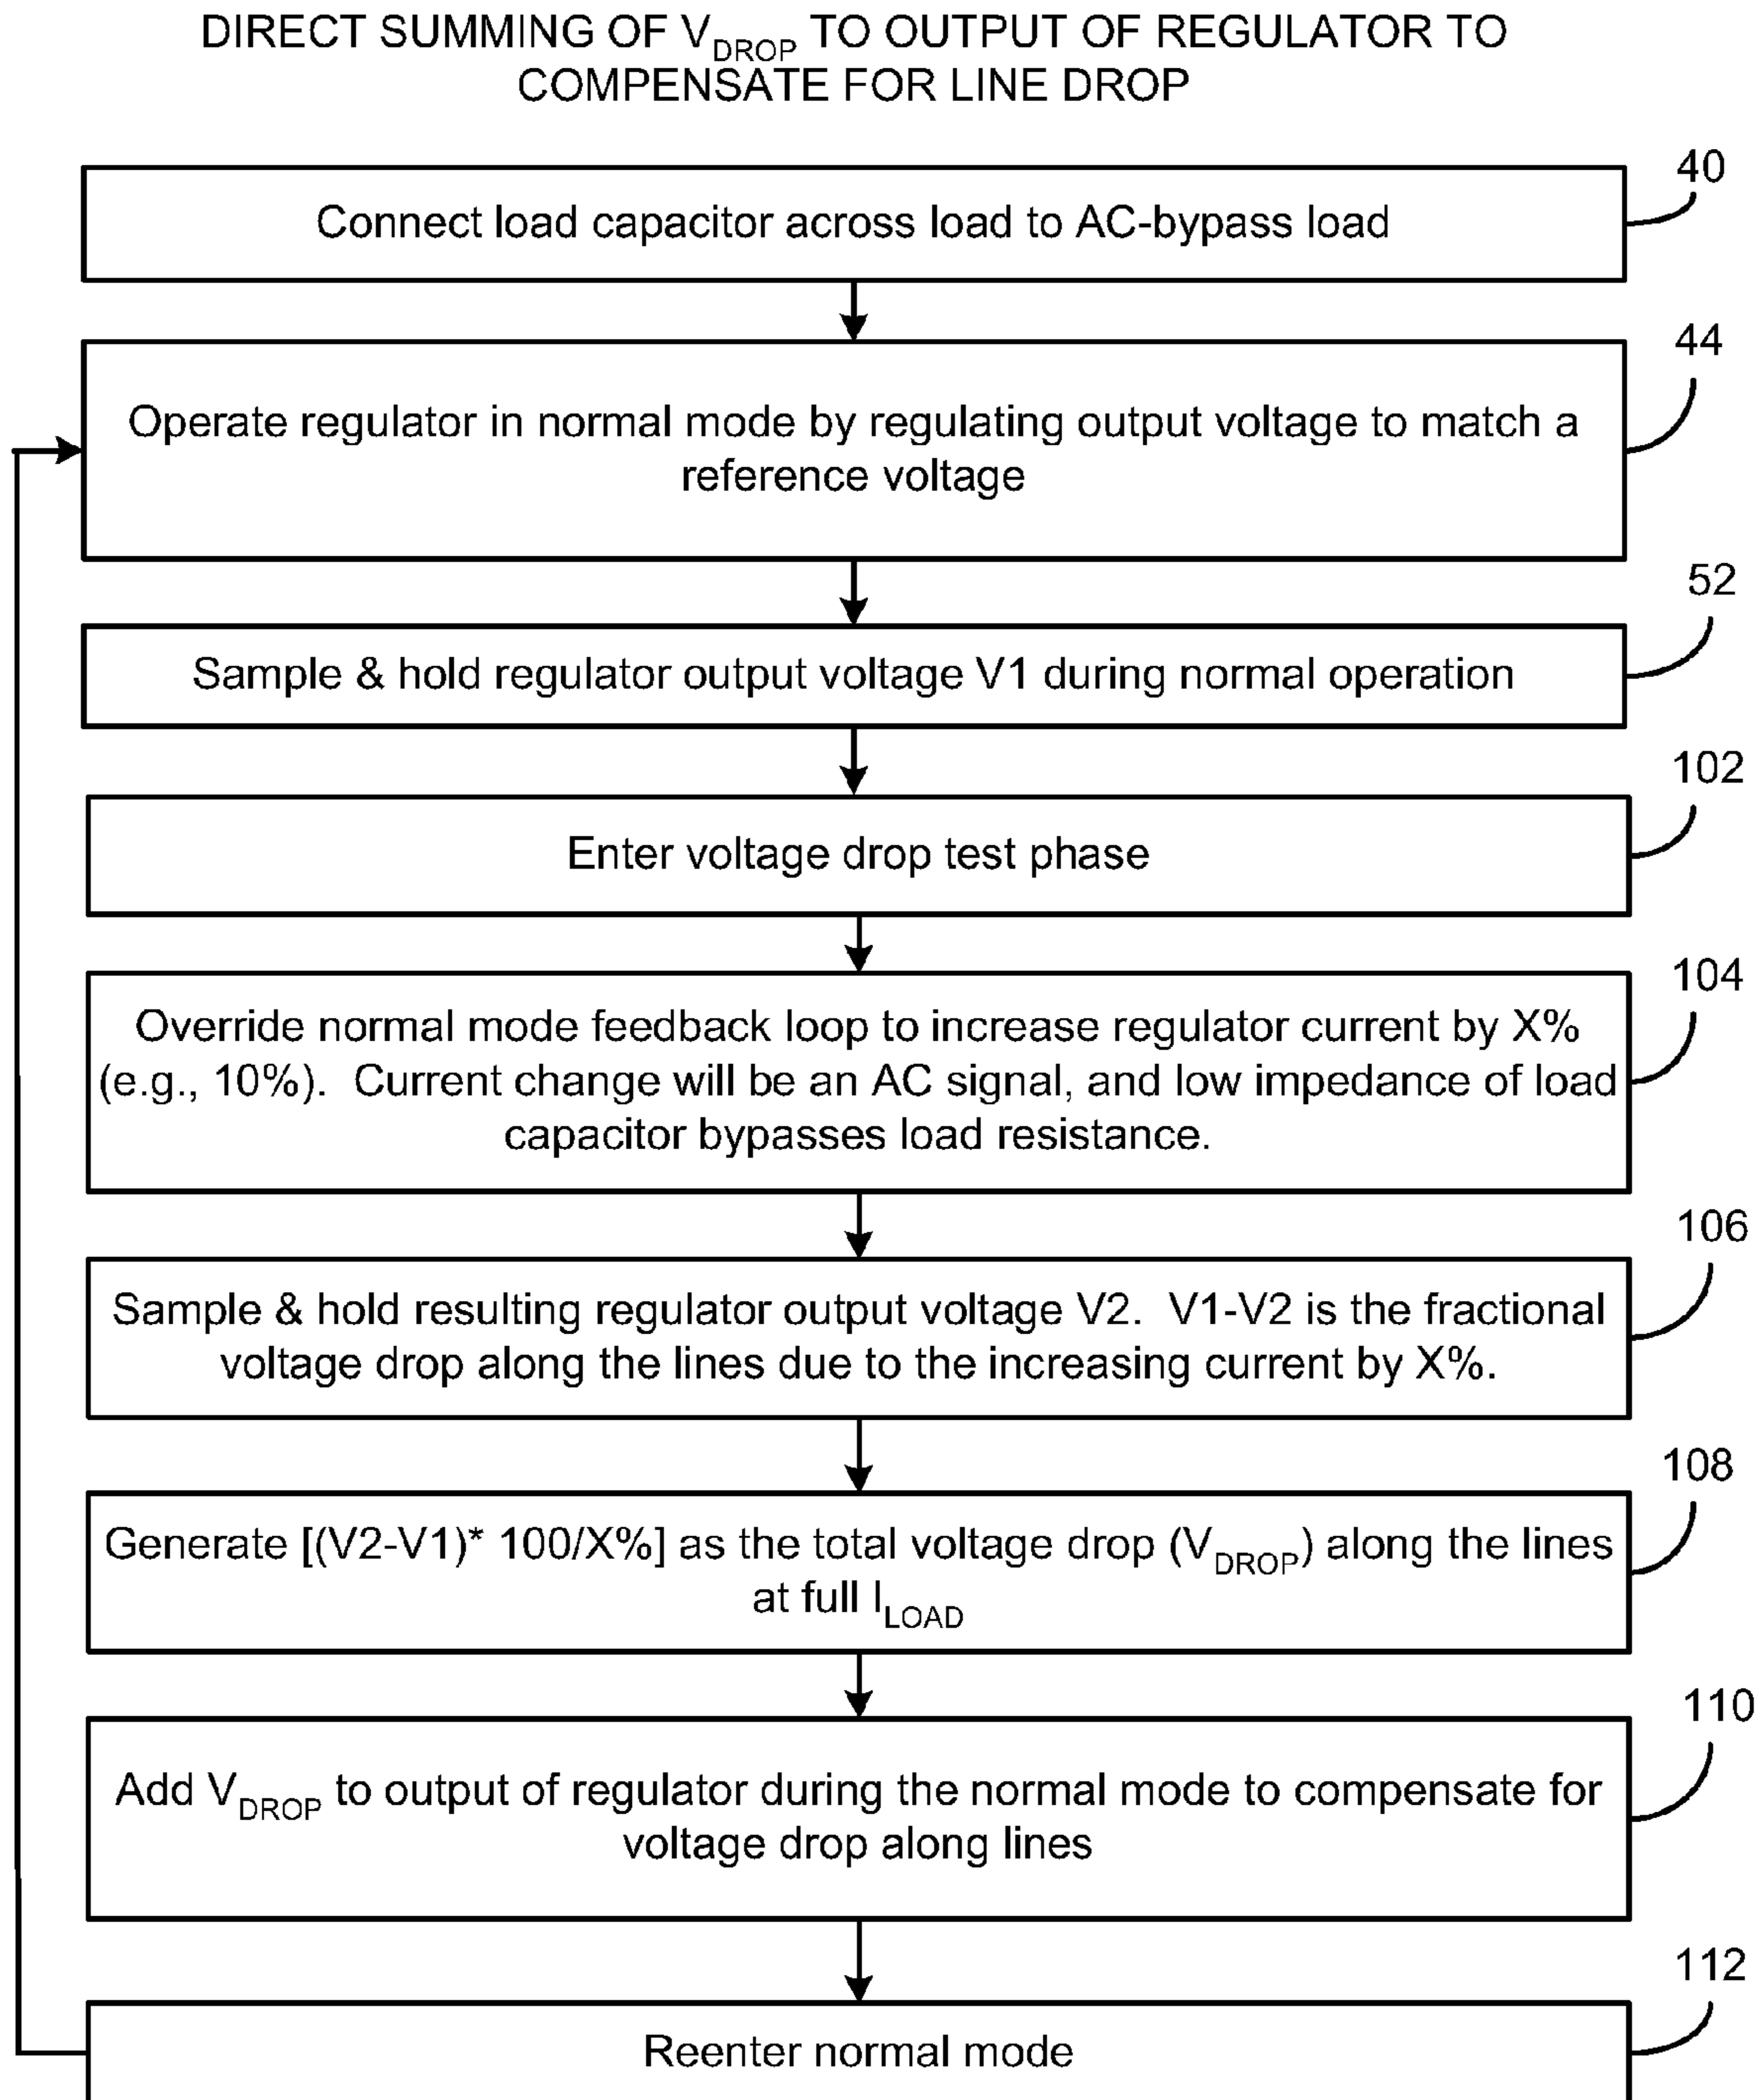 DIRECT SUMMING OF VDROP TO OUTPUT OF REGULATOR TO
COMPENSATE FOR LINE DROP
40
Connect load capacitor across load to AC-bypass load
44
Operate regulator in normal mode by regulating output voltage to match a
reference voltage
52
Sample & hold regulator output voltage V1 during normal operation
102
Enter voltage drop test phase
104
Override normal mode feedback loop to increase regulator current by X%
(e.g., 10%). Current change will be an AC signal, and low impedance of load
capacitor bypasses load resistance.
106
Sample & hold resulting regulator output voltage V2. V1-V2 is the fractional
voltage drop along the lines due to the increasing current by X%.
108
Generate [(V2-V1)* 100/X%] as the total voltage drop (VDROP) along the lines
at full ILOAD
110
Add VDROP to output of regulator during the normal mode to compensate for
voltage drop along lines
112
Reenter normal mode